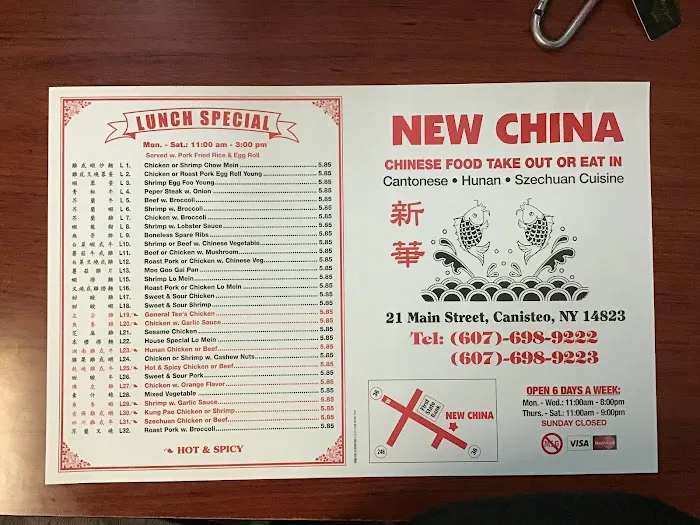 LUNCH SPECIAL
Mon. - Sat.: 11:00 am - 3:00 pm
Served w. Pork Fried Rice & Egg Roll
L 1. Chicken or Shrimp Chow Mein 5.85
L 2. Chicken or Roast Pork Egg Roll Young 5.85
L 3. Shrimp Egg Foo Young 5.85
L 4. Peper Steak w. Onion 5.85
L 5. Beef w. Broccoli 5.85
L 6. Shrimp w. Broccoli 5.85
L 7. Chicken w. Broccoli 5.85
L 8. Shrimp w. Lobster Sauce 5.85
L 9. Boneless Spare Ribs 5.85
L10. Shrimp or Beef w. Chinese Vegetable 5.85
L11. Beef or Chicken w. Mushroom 5.85
L12. Roast Pork or Chicken w. Chinese Veg. 5.85
L13. Moo Goo Gai Pan 5.85
L15. Shrimp Lo Mein 5.85
L16. Roast Pork or Chicken Lo Mein 5.85
L17. Sweet & Sour Chicken 5.85
L18. Sweet & Sour Shrimp 5.85
L19. General Tso's Chicken 5.85
L20. Chicken w. Garlic Sauce 5.85
L21. Sesame Chicken 5.85
L22. House Special Lo Mein 5.85
L23. Hunan Chicken or Beef 5.85
L24. Chicken or Shrimp w. Cashew Nuts 5.85
L25. Hot & Spicy Chicken or Beef 5.85
L26. Sweet & Sour Pork 5.85
L27. Chicken w. Orange Flavor 5.85
L28. Mixed Vegetable 5.85
L29. Shrimp w. Garlic Sauce 5.85
L30. Kung Pao Chicken or Shrimp 5.85
L31. Szechuan Chicken or Beef 5.85
L32. Roast Pork w. Broccoli 5.85
HOT & SPICY
NEW CHINA
CHINESE FOOD TAKE OUT OR EAT IN
Cantonese • Hunan • Szechuan Cuisine
新
華
21 Main Street, Canisteo, NY 14823
Tel: (607)-698-9222
(607)-698-9223
36
First State Bank
NEW CHINA
248
36
OPEN 6 DAYS A WEEK;
Mon. - Wed.: 11:00am - 8:00pm
Thurs. - Sat.: 11:00am - 9:00pm
SUNDAY CLOSED
MSG
VISA
MasterCard